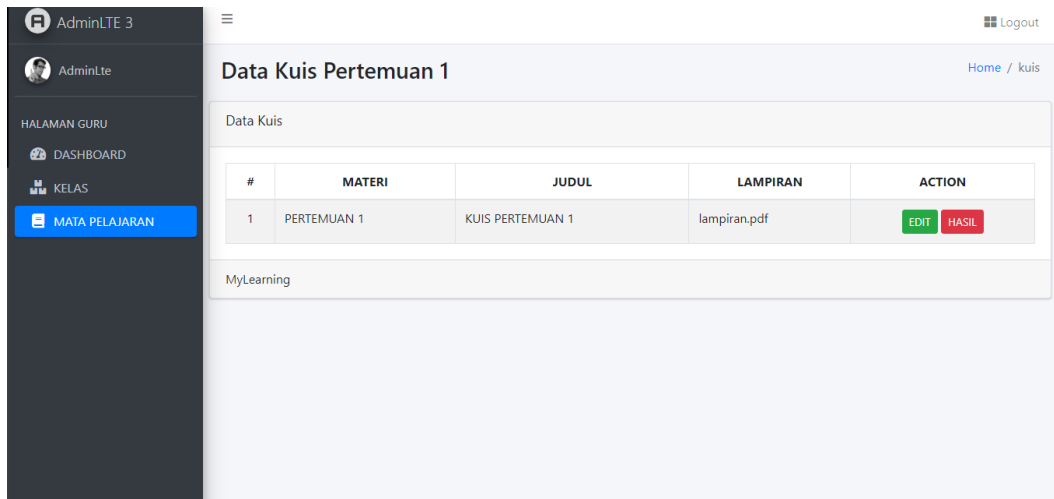 AdminLTE 3
Logout
AdminLte
Data Kuis Pertemuan 1
Home / kuis
HALAMAN GURU
DASHBOARD
KELAS
MATA PELAJARAN
Data Kuis
# MATERI JUDUL LAMPIRAN ACTION
1 PERTEMUAN 1 KUIS PERTEMUAN 1 lampiran.pdf EDIT HASIL
MyLearning